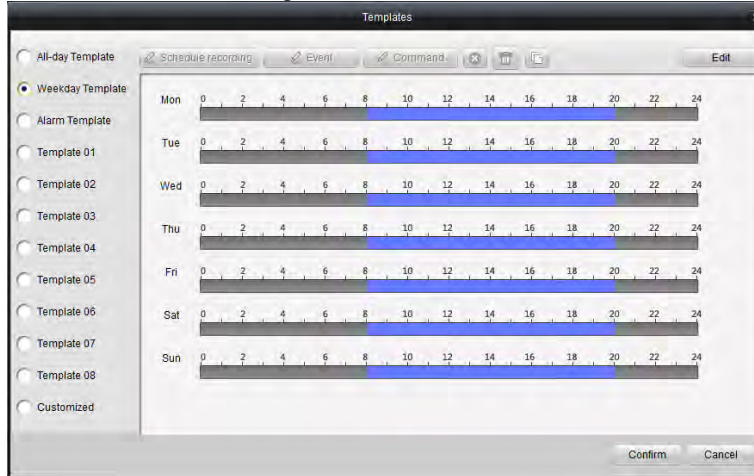 Templates
All-day Template
Schedule recording
Event
Command
Edit
Weekday Template
Alarm Template
Template 01
Template 02
Template 03
Template 04
Template 05
Template 06
Template 07
Template 08
Customized
Mon 0 2 4 6 8 10 12 14 16 18 20 22 24
Tue 0 2 4 6 8 10 12 14 16 18 20 22 24
Wed 0 2 4 6 8 10 12 14 16 18 20 22 24
Thu 0 2 4 6 8 10 12 14 16 18 20 22 24
Fri 0 2 4 6 8 10 12 14 16 18 20 22 24
Sat 0 2 4 6 8 10 12 14 16 18 20 22 24
Sun 0 2 4 6 8 10 12 14 16 18 20 22 24
Confirm
Cancel